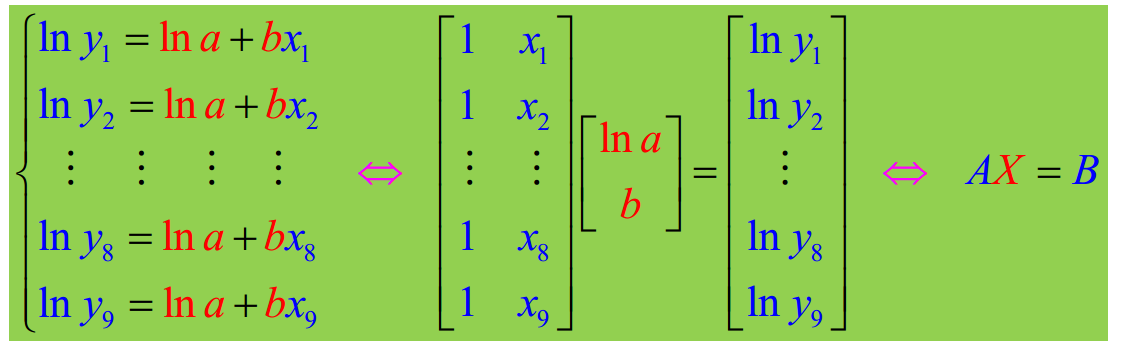 ln y₁ = ln a + bx₁
ln y₂ = ln a + bx₂
⋮ ⋮ ⋮ ⋮
ln y₈ = ln a + bx₈
ln y₉ = ln a + bx₉
⇔
1 x₁
1 x₂
⋮ ⋮
1 x₈
1 x₉
ln a
b
=
ln y₁
ln y₂
⋮
ln y₈
ln y₉
⇔ AX = B